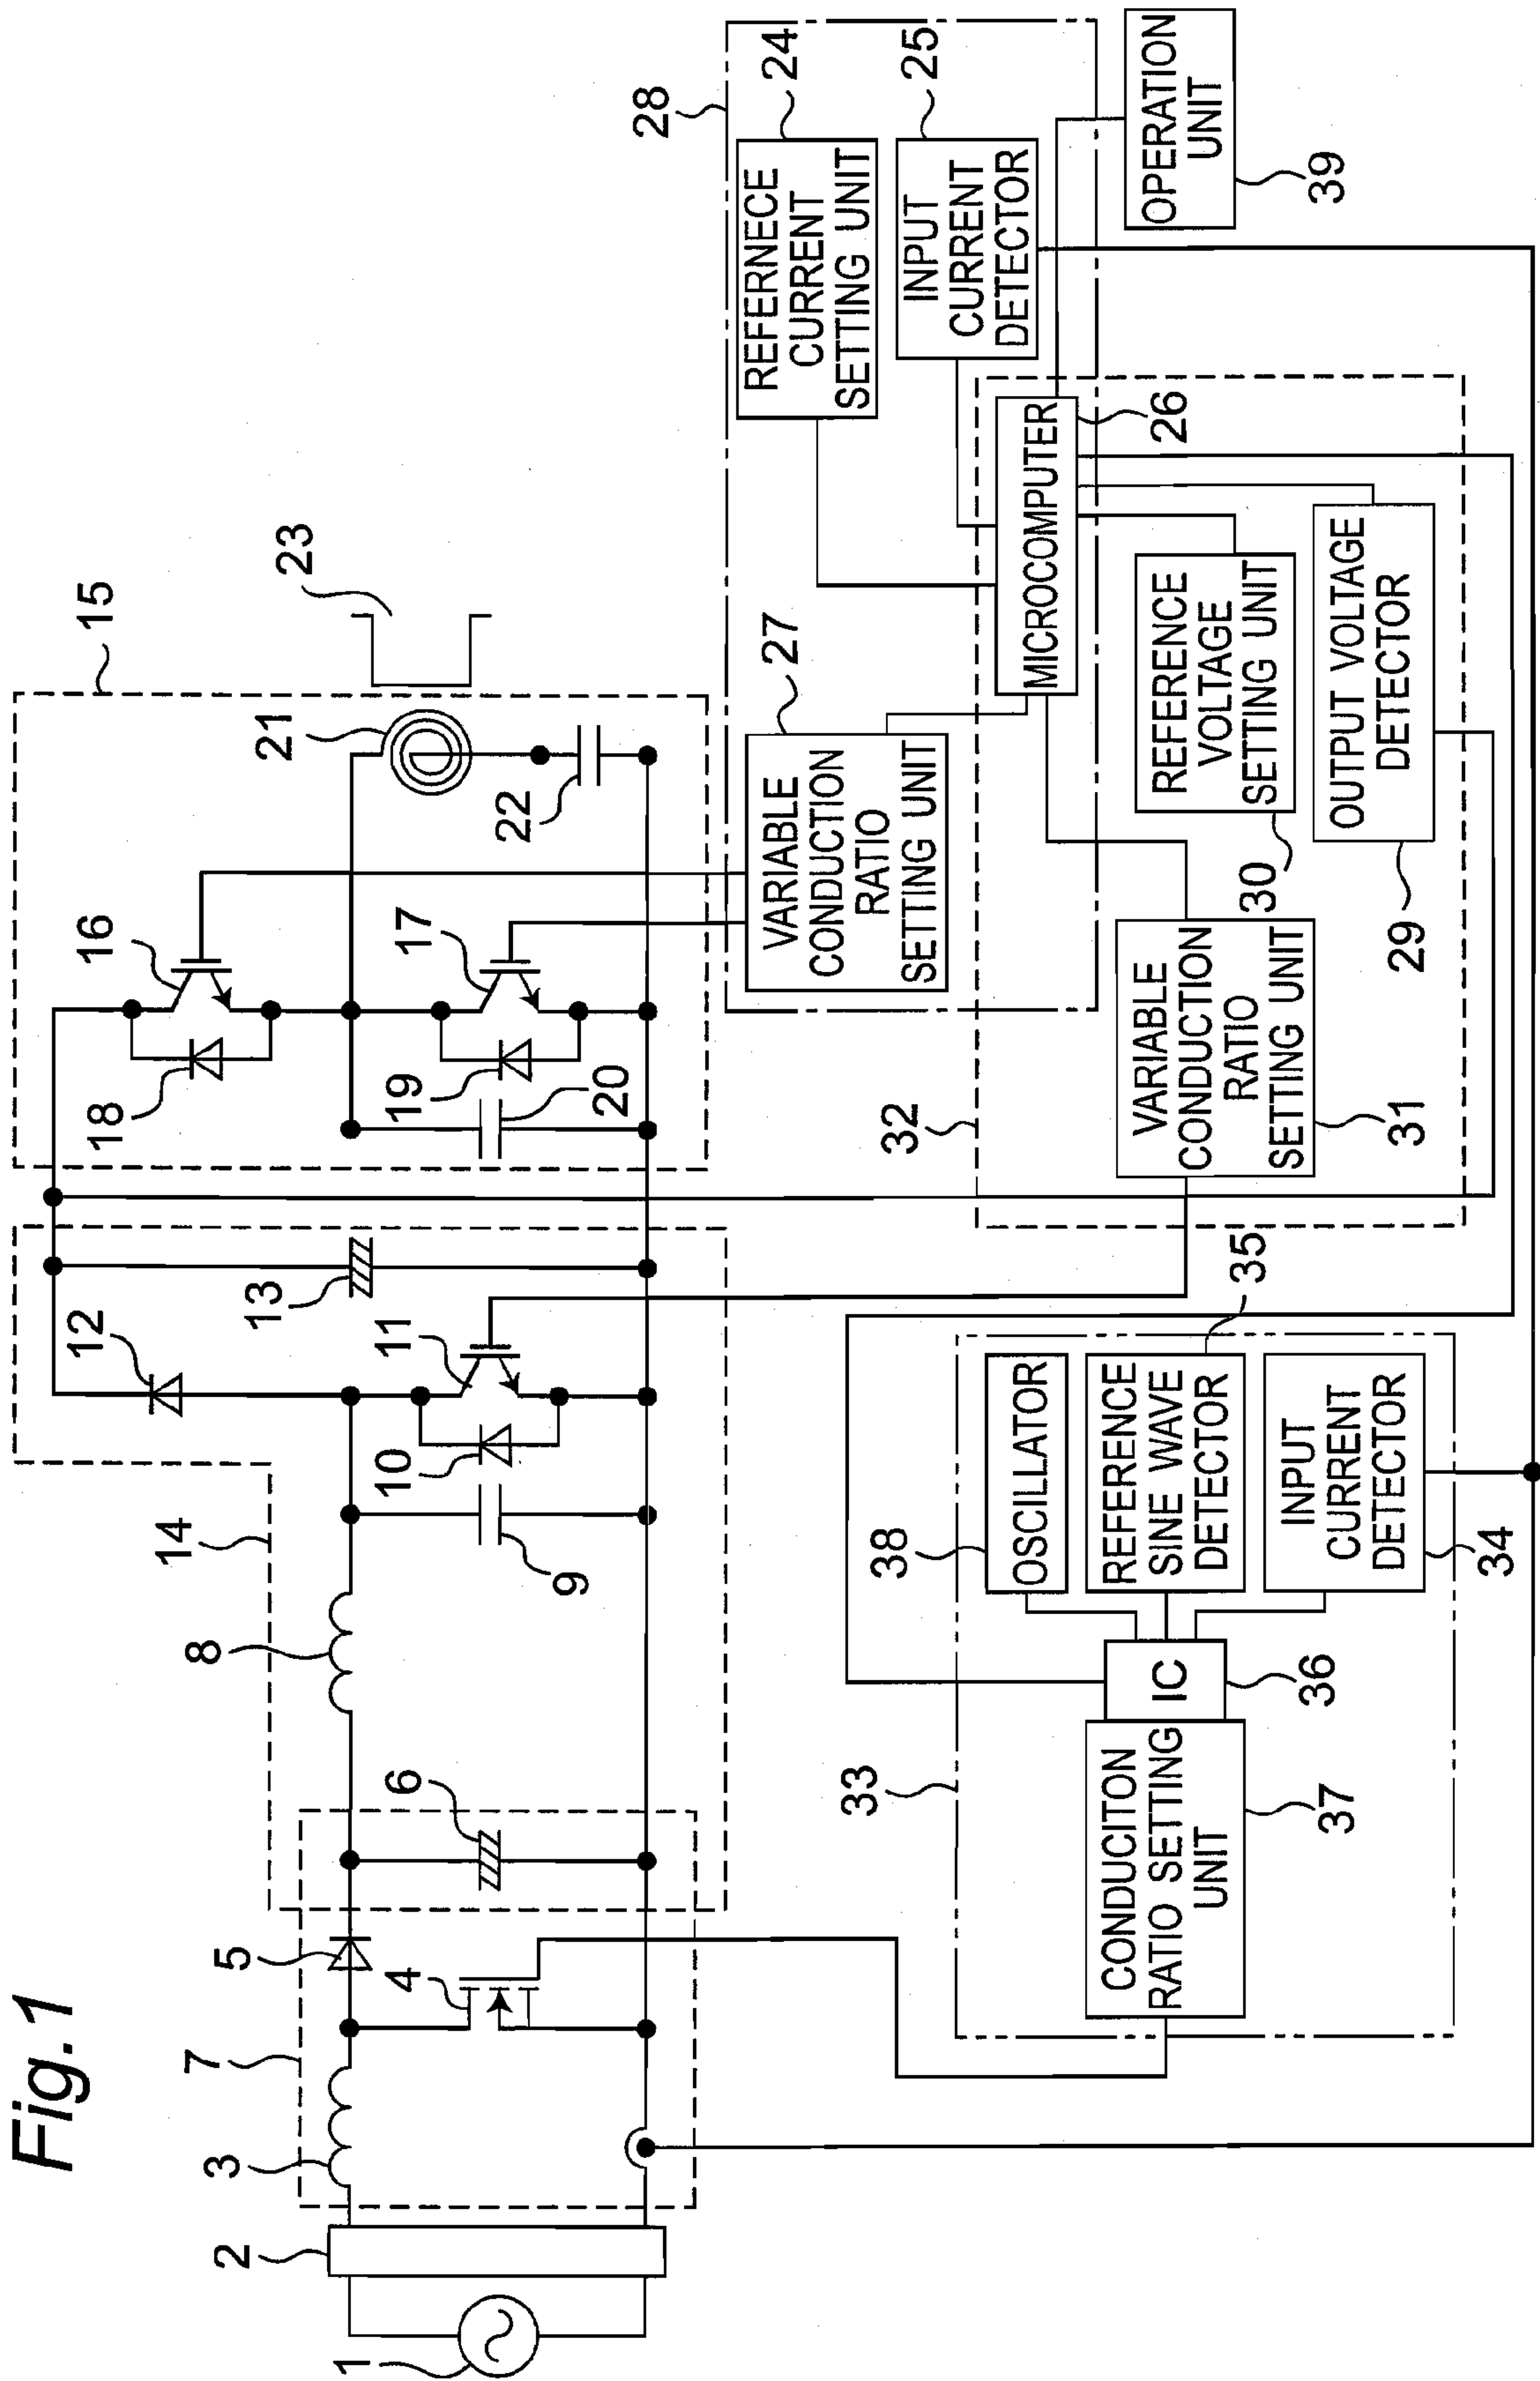 Fig.1
1
2
3
4
5
6
7
8
9
10
11
12
13
14
15
16
17
18
19
20
21
22
23
28
24
REFERNECE
CURRENT
SETTING UNIT
25
INPUT
CURRENT
DETECTOR
27
VARIABLE
CONDUCTION
RATIO
SETTING UNIT
MICROCOMPUTER
26
OPERATION
UNIT
39
32
VARIABLE
CONDUCTION
RATIO
SETTING UNIT
31
REFERENCE
VOLTAGE
SETTING UNIT
30
OUTPUT VOLTAGE
DETECTOR
29
33
38
OSCILLATOR
35
REFERENCE
SINE WAVE
DETECTOR
INPUT
CURRENT
DETECTOR
34
IC
36
CONDUCITON
RATIO SETTING
UNIT
37